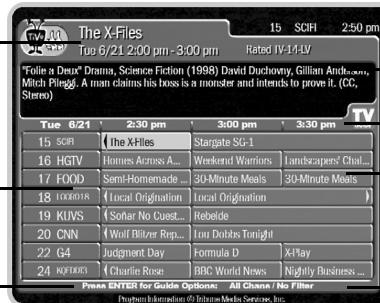 TiVo
The X-Files 15 SCIFI 2:50 pm
Tue 6/21 2:00 pm - 3:00 pm Rated TV-14-LV
"Folie a Deux" Drama, Science Fiction (1998) David Duchovny, Gillian Anderson,
Mitch Pileggi. A man claims his boss is a monster and intends to prove it. (CC,
Stereo)
TV
Tue 6/21 2:30 pm 3:00 pm 3:30 pm
15 SCIFI The X-Files Stargate SG-1
16 HGTV Homes Across A... Weekend Warriors Landscapers' Chal...
17 FOOD Semi-Homemade ... 30-Minute Meals 30-Minute Meals
18 LOORO18 Local Origination Local Origination
19 KUVS Soñar No Cuest... Rebelde
20 CNN Wolf Blitzer Rep... Lou Dobbs Tonight
22 G4 Judgment Day Formula D X-Play
24 Charlie Rose BBC World News Nightly Business ...
Press ENTER for Guide Options: All Chans / No Filter
Program Information © Tribune Media Services, Inc.